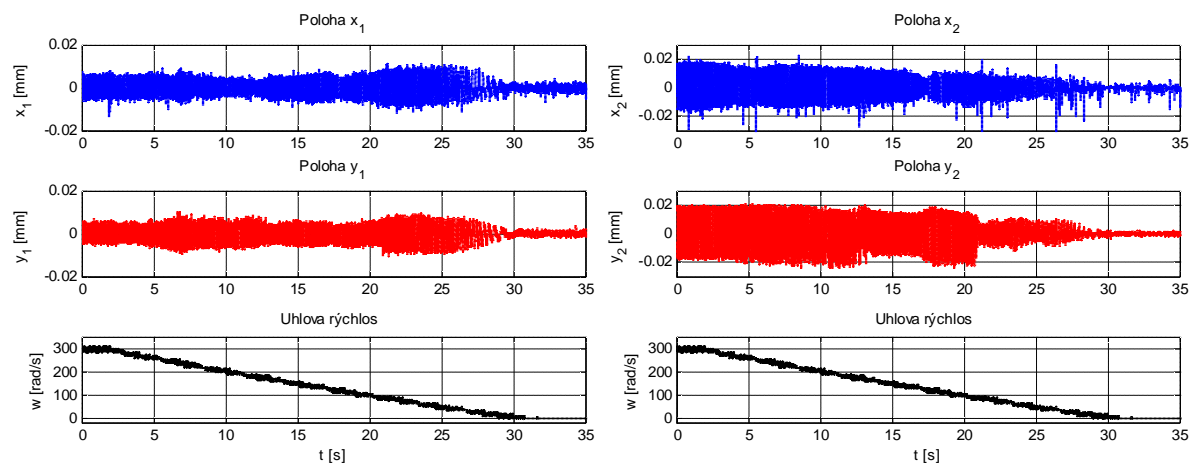 Poloha x1
0.02
0
-0.02
x1 [mm]
0 5 10 15 20 25 30 35
Poloha y1
0.02
0
-0.02
y1 [mm]
0 5 10 15 20 25 30 35
Uhlova rýchlos
300
200
100
0
w [rad/s]
0 5 10 15 20 25 30 35
t [s]
Poloha x2
0.02
0
-0.02
x2 [mm]
0 5 10 15 20 25 30 35
Poloha y2
0.02
0
-0.02
y2 [mm]
0 5 10 15 20 25 30 35
Uhlova rýchlos
300
200
100
0
w [rad/s]
0 5 10 15 20 25 30 35
t [s]